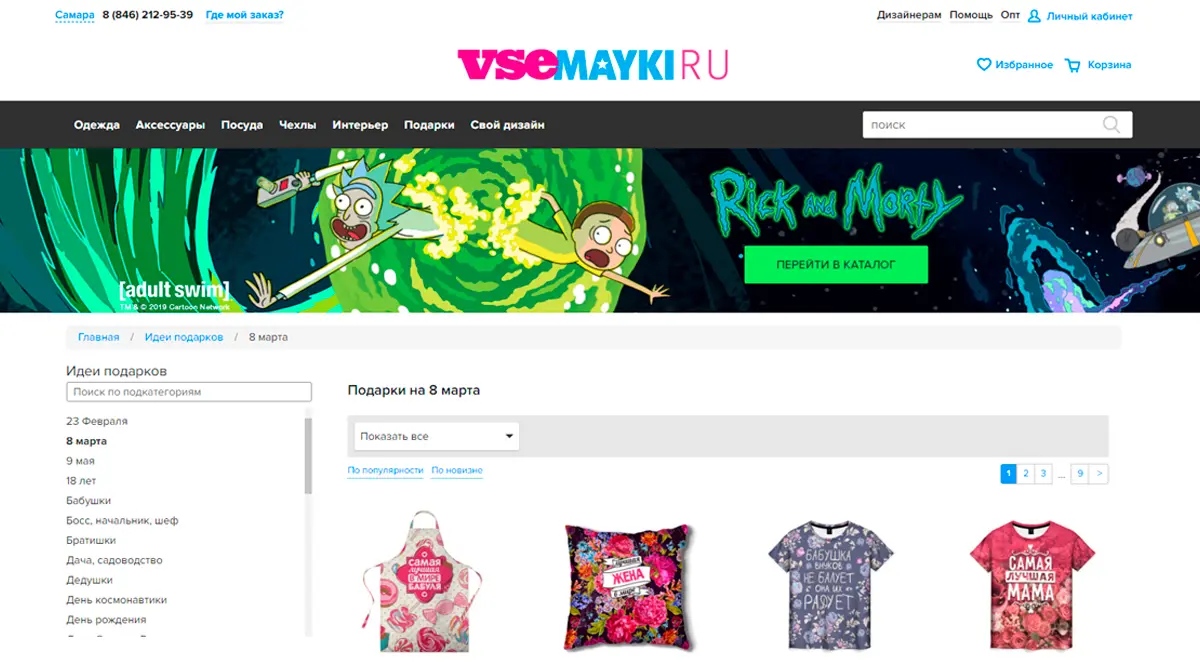 Самара 8 (846) 212-95-39 Где мой заказ?
Дизайнерам Помощь Опт Личный кабинет
VSEMAYKI RU
Избранное Корзина
Одежда Аксессуары Посуда Чехлы Интерьер Подарки Свой дизайн
поиск
Rick and Morty
ПЕРЕЙТИ В КАТАЛОГ
[adult swim]
TM & © 2019 Cartoon Network
Главная / Идеи подарков / 8 марта
Идеи подарков
Поиск по подкатегориям
23 Февраля
8 марта
9 мая
18 лет
Бабушки
Босс, начальник, шеф
Братишки
Дача, садоводство
Дедушки
День космонавтики
День рождения
Подарки на 8 марта
Показать все
По популярности По новизне
1 2 3 ... 9 >
САМАЯ
лучшая
В МИРЕ
БАБУЛЯ
лучшая
ЖЕНА
в мире
БАБУШКА
ВНУКОВ
НЕ БАЛУЕТ
ОНА ИХ
РАДУЕТ
САМАЯ
ЛУЧШАЯ
МАМА